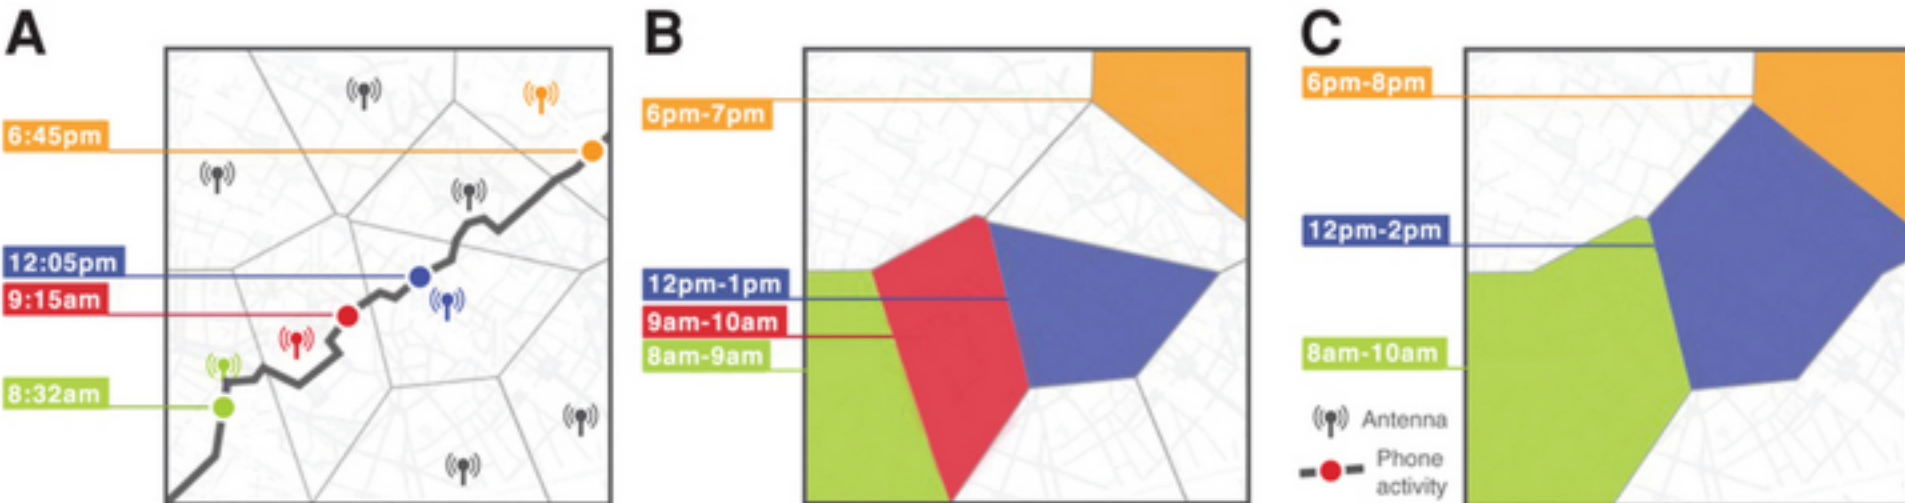 A
6:45pm
12:05pm
9:15am
8:32am
B
6pm-7pm
12pm-1pm
9am-10am
8am-9am
C
6pm-8pm
12pm-2pm
8am-10am
Antenna
Phone
activity